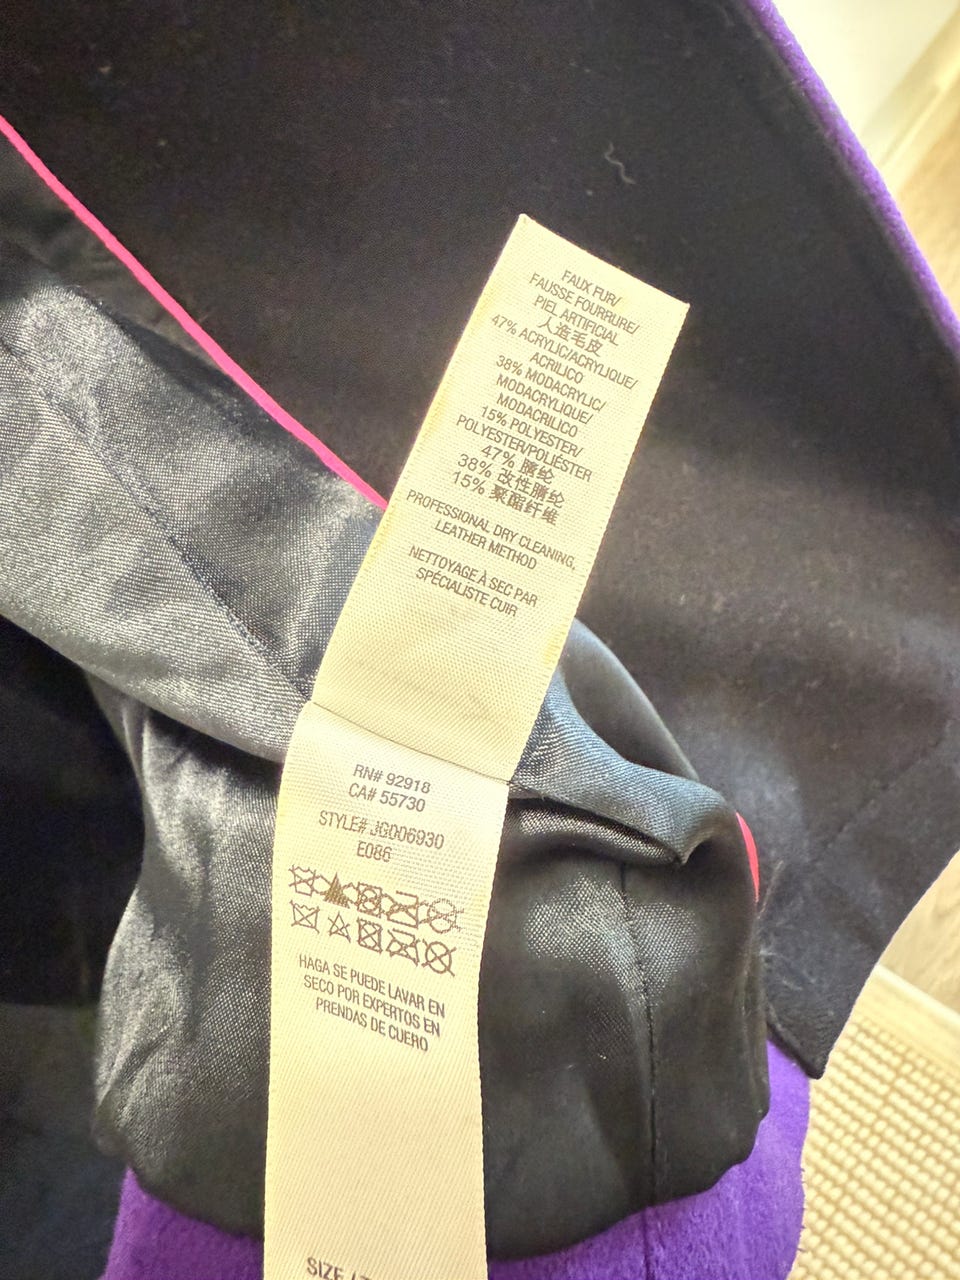 FAUX FUR/
FAUSSE FOURRURE/
PIEL ARTIFICIAL
人造毛皮
47% ACRYLIC/ACRYLIQUE/
ACRILICO
38% MODACRYLIC/
MODACRYLIQUE/
MODACRILICO
15% POLYESTER/
POLYESTER/POLIÉSTER
47% 腈纶
38% 改性腈纶
15% 聚酯纤维
PROFESSIONAL DRY CLEANING,
LEATHER METHOD
NETTOYAGE À SEC PAR
SPÉCIALISTE CUIR
RN# 92918
CA# 55730
STYLE# JG006930
E086
HAGA SE PUEDE LAVAR EN
SECO POR EXPERTOS EN
PRENDAS DE CUERO
SIZE